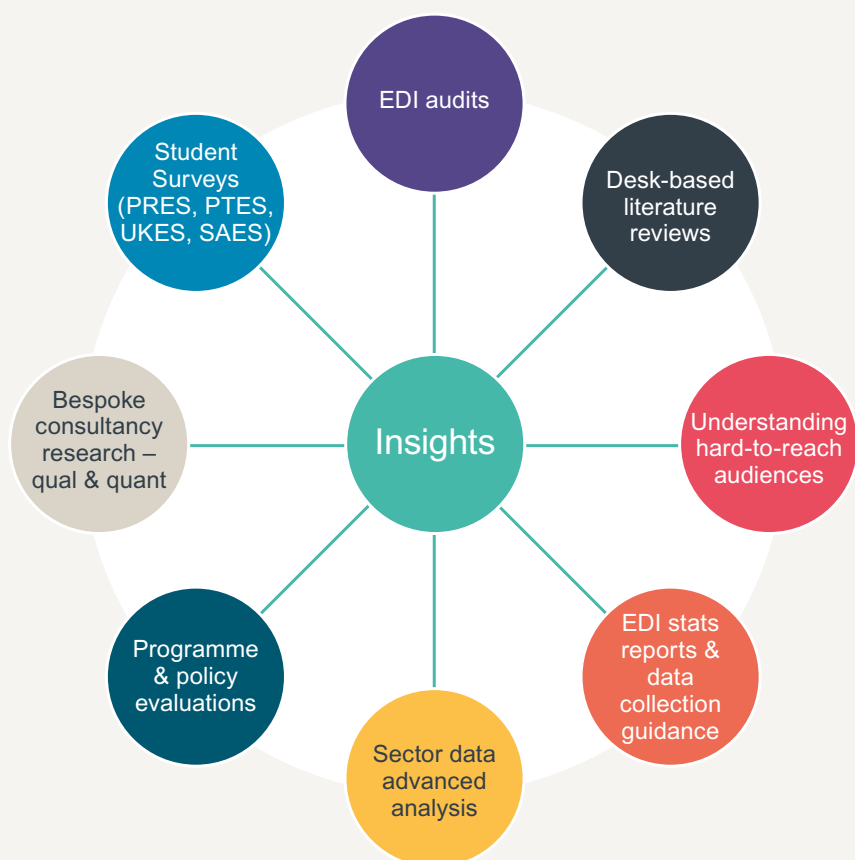 EDI audits
Student
Surveys
(PRES, PTES,
UKES, SAES)
Desk-based
literature
reviews
Bespoke
consultancy
research –
qual & quant
Insights
Understanding
hard-to-reach
audiences
Programme
& policy
evaluations
EDI stats
reports &
data
collection
guidance
Sector data
advanced
analysis